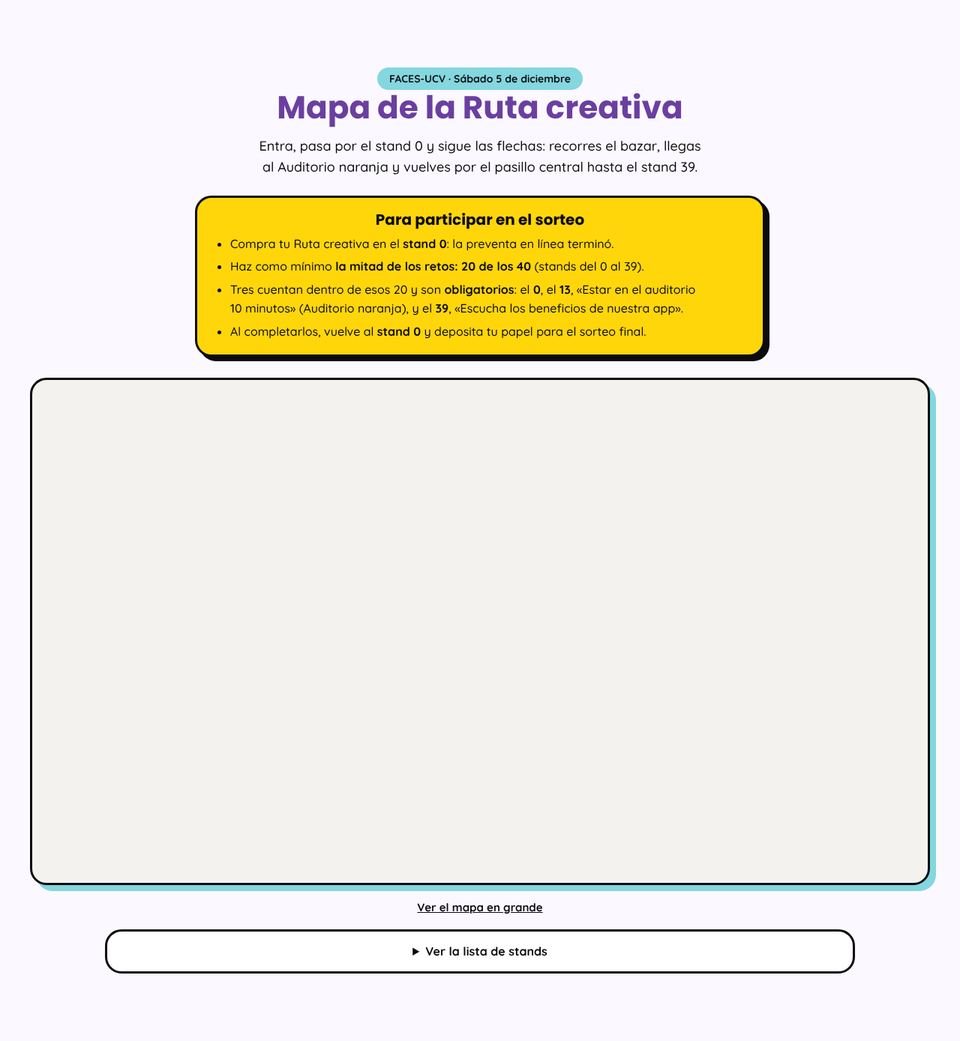 FACES-UCV · Sábado 5 de diciembre
Mapa de la Ruta creativa
Entra, pasa por el stand 0 y sigue las flechas: recorres el bazar, llegas
al Auditorio naranja y vuelves por el pasillo central hasta el stand 39.
Para participar en el sorteo
• Compra tu Ruta creativa en el stand 0: la preventa en línea terminó.
• Haz como mínimo la mitad de los retos: 20 de los 40 (stands del 0 al 39).
• Tres cuentan dentro de esos 20 y son obligatorios: el 0, el 13, «Estar en el auditorio
10 minutos» (Auditorio naranja), y el 39, «Escucha los beneficios de nuestra app».
• Al completarlos, vuelve al stand 0 y deposita tu papel para el sorteo final.
Ver el mapa en grande
▶ Ver la lista de stands